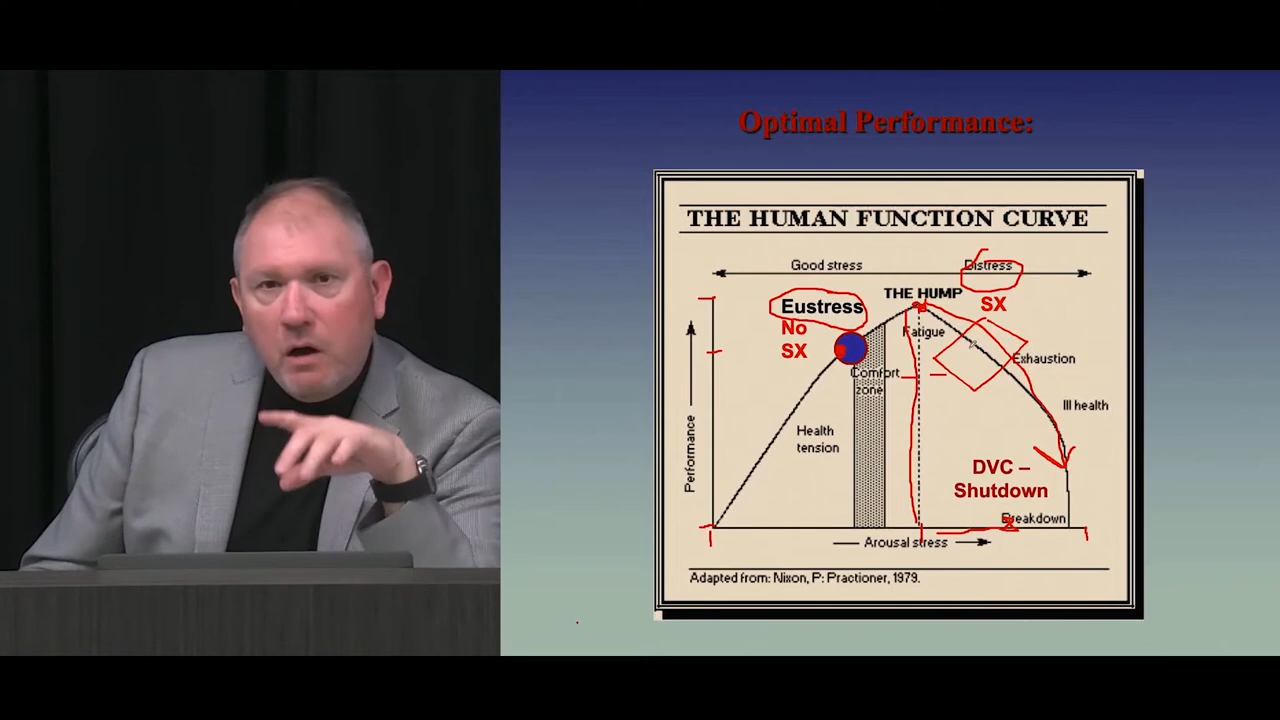 Optimal Performance:
THE HUMAN FUNCTION CURVE
Good stress
Distress
THE HUMP
Eustress
SX
No
SX
Fatigue
Exhaustion
Comfort
zone
Ill health
Health
tension
Performance
DVC –
Shutdown
Breakdown
Arousal stress
Adapted from: Nixon, P: Practioner, 1979.